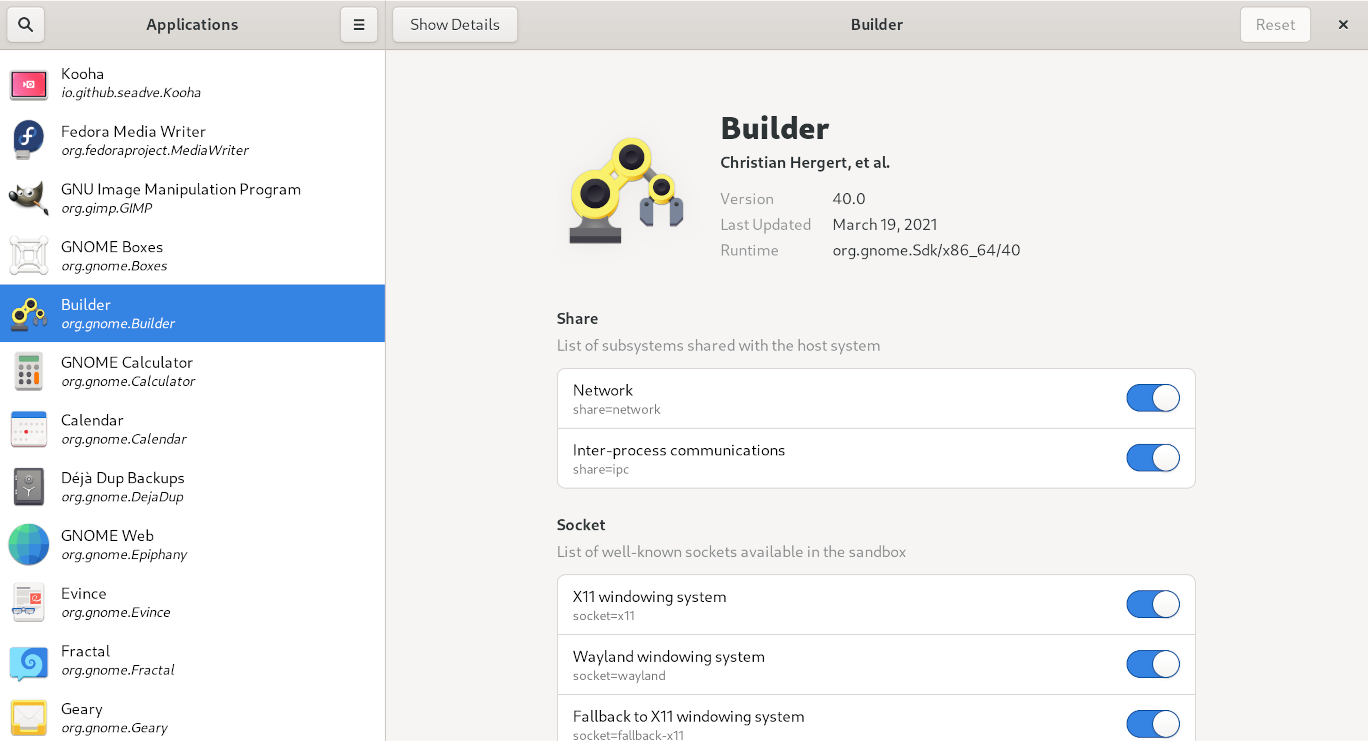 Applications
Show Details
Builder
Reset
Kooha
io.github.seadve.Kooha
Fedora Media Writer
org.fedoraproject.MediaWriter
GNU Image Manipulation Program
org.gimp.GIMP
GNOME Boxes
org.gnome.Boxes
Builder
org.gnome.Builder
GNOME Calculator
org.gnome.Calculator
Calendar
org.gnome.Calendar
Déjà Dup Backups
org.gnome.DejaDup
GNOME Web
org.gnome.Epiphany
Evince
org.gnome.Evince
Fractal
org.gnome.Fractal
Geary
org.gnome.Geary
Builder
Christian Hergert, et al.
Version 40.0
Last Updated March 19, 2021
Runtime org.gnome.Sdk/x86_64/40
Share
List of subsystems shared with the host system
Network
share=network
Inter-process communications
share=ipc
Socket
List of well-known sockets available in the sandbox
X11 windowing system
socket=x11
Wayland windowing system
socket=wayland
Fallback to X11 windowing system
socket=fallback-x11